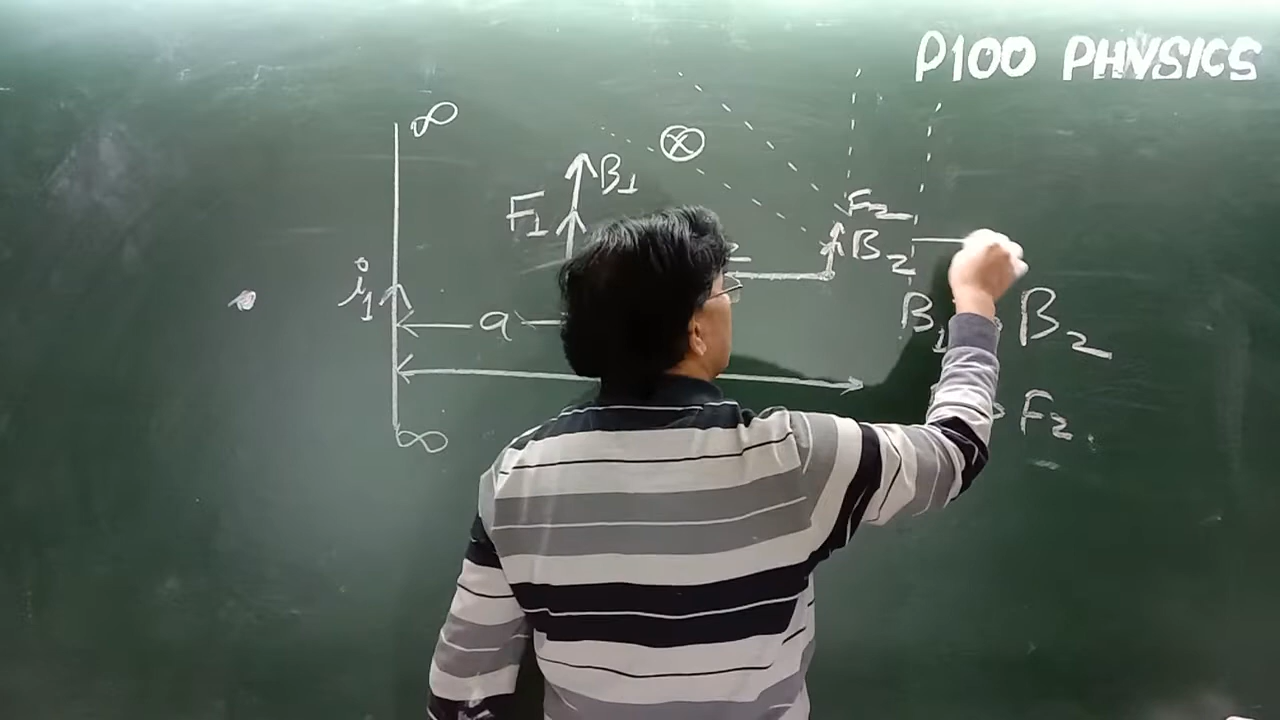 P100 PHYSICS
∞
⊗
B₁
F₁
F₂
B₂
i₁
a
B₁ B₂
F₂
∞